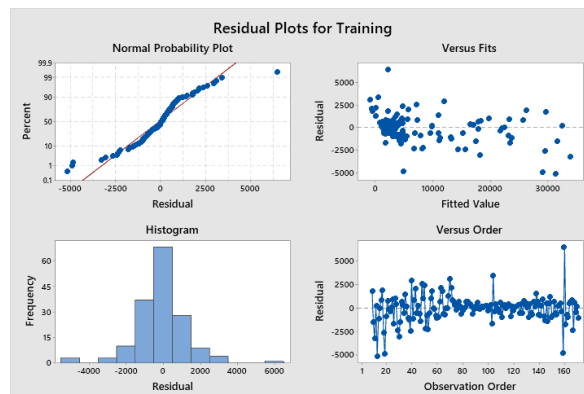 Residual Plots for Training
Normal Probability Plot
99.9
99
90
50
10
1
0.1
Percent
-5000 -2500 0 2500 5000
Residual
Versus Fits
5000
2500
0
-2500
-5000
Residual
0 10000 20000 30000
Fitted Value
Histogram
60
45
30
15
0
Frequency
-4000 -2000 0 2000 4000 6000
Residual
Versus Order
5000
2500
0
-2500
-5000
Residual
1 20 40 60 80 100 120 140 160
Observation Order